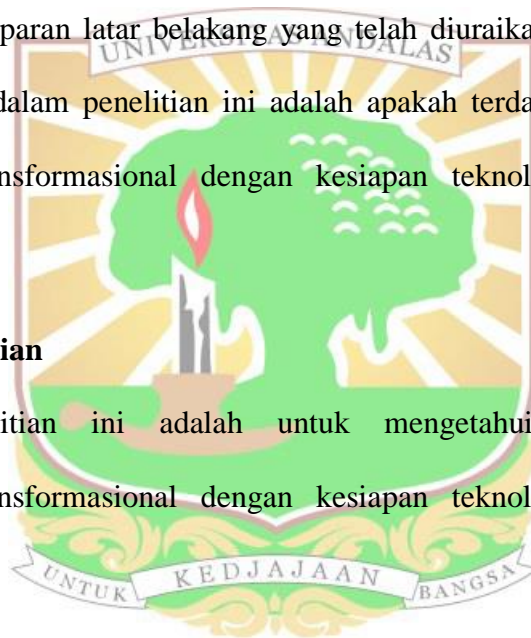 paran latar belakang yang telah diuraika
UNIVERSITAS ANDALAS
dalam penelitian ini adalah apakah terda
nsformasional dengan kesiapan teknol
ian
itian ini adalah untuk mengetahui
nsformasional dengan kesiapan teknol
UNTUK KEDJAJAAN BANGSA